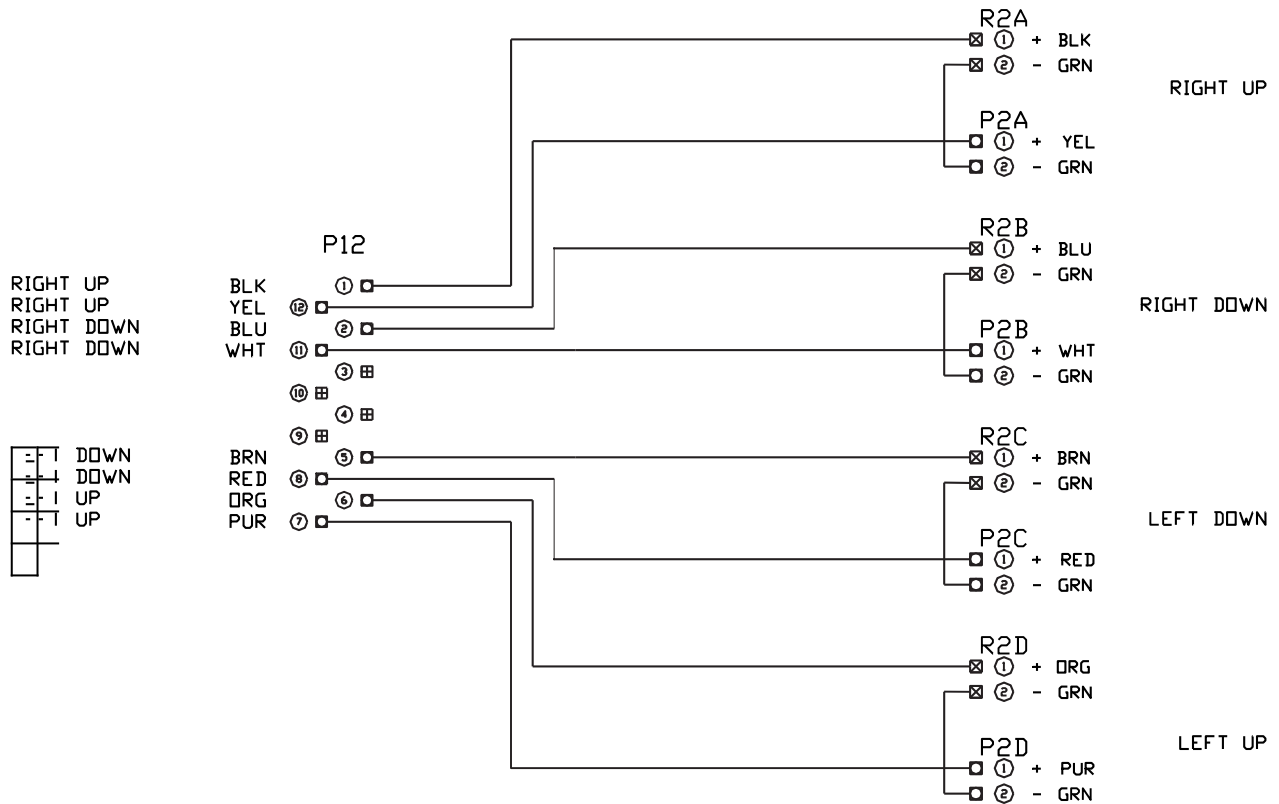 R2A
① + BLK
② - GRN
RIGHT UP
P2A
① + YEL
② - GRN
R2B
① + BLU
② - GRN
RIGHT DOWN
P2B
① + WHT
② - GRN
P12
RIGHT UP BLK ①
RIGHT UP YEL ⑫
RIGHT DOWN BLU ②
RIGHT DOWN WHT ⑪
③
⑩
④
⑨
DOWN BRN ⑤
DOWN RED ⑧
UP ORG ⑥
UP PUR ⑦
R2C
① + BRN
② - GRN
LEFT DOWN
P2C
① + RED
② - GRN
R2D
① + ORG
② - GRN
LEFT UP
P2D
① + PUR
② - GRN